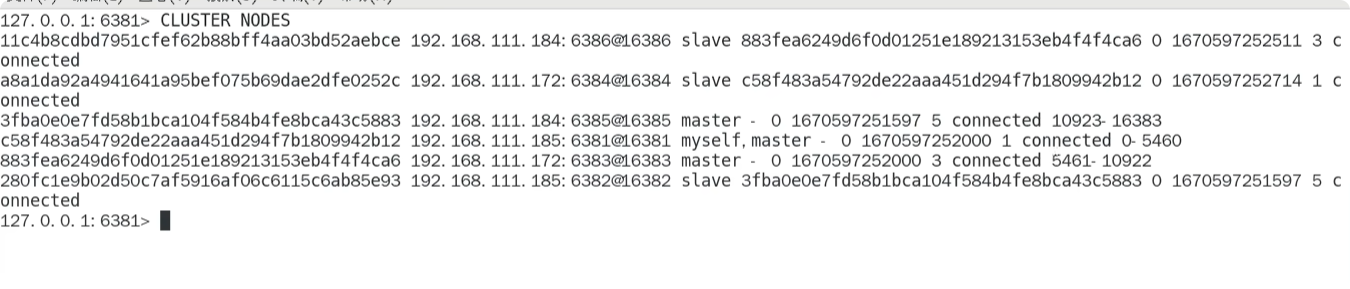 127.0.0.1:6381> CLUSTER NODES
11c4b8cdbd7951cfef62b88bff4aa03bd52aebce 192.168.111.184:6386@16386 slave 883fea6249d6f0d01251e189213153eb4f4f4ca6 0 1670597252511 3 c
onnected
a8a1da92a4941641a95bef075b69dae2dfe0252c 192.168.111.172:6384@16384 slave c58f483a54792de22aaa451d294f7b1809942b12 0 1670597252714 1 c
onnected
3fba0e0e7fd58b1bca104f584b4fe8bca43c5883 192.168.111.184:6385@16385 master - 0 1670597251597 5 connected 10923-16383
c58f483a54792de22aaa451d294f7b1809942b12 192.168.111.185:6381@16381 myself,master - 0 1670597252000 1 connected 0-5460
883fea6249d6f0d01251e189213153eb4f4f4ca6 192.168.111.172:6383@16383 master - 0 1670597252000 3 connected 5461-10922
280fc1e9b02d50c7af5916af06c6115c6ab85e93 192.168.111.185:6382@16382 slave 3fba0e0e7fd58b1bca104f584b4fe8bca43c5883 0 1670597251597 5 c
onnected
127.0.0.1:6381>